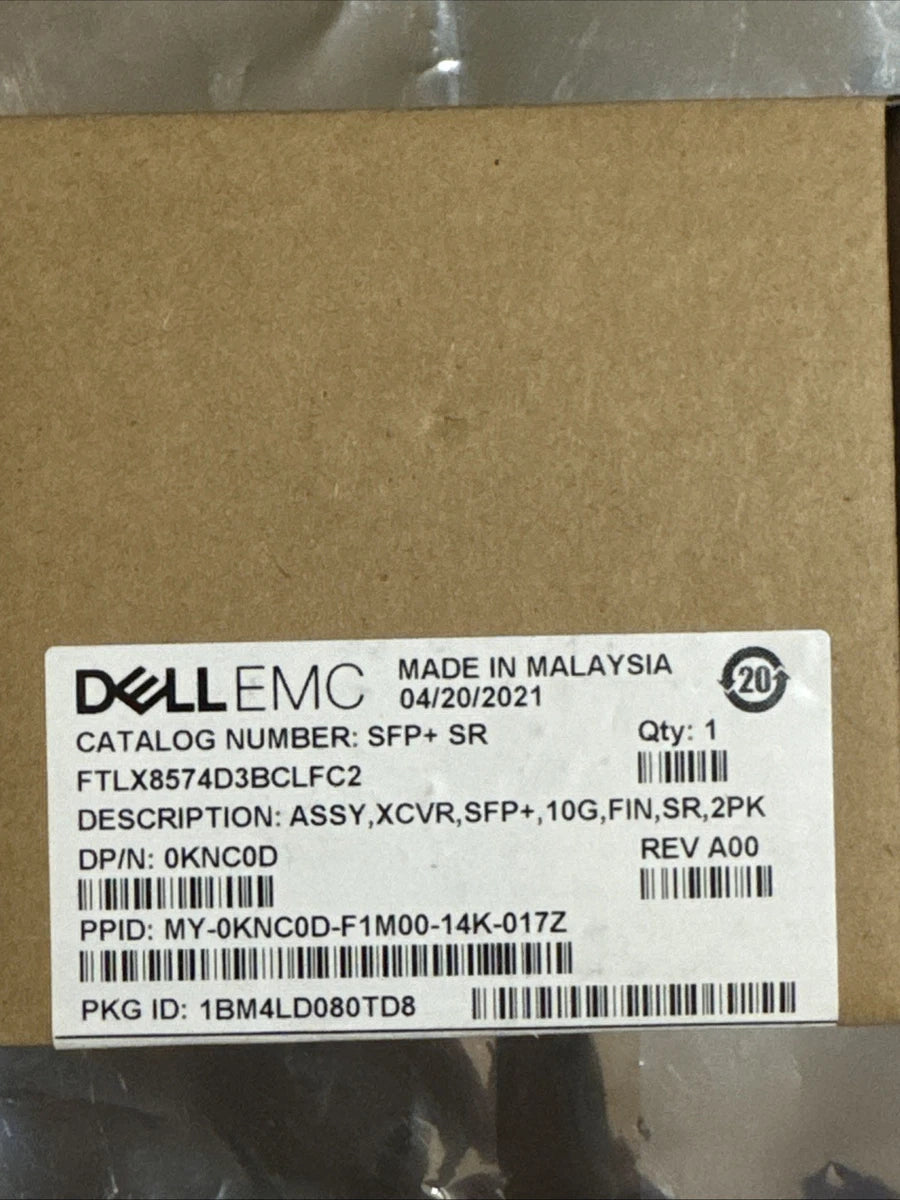 DELLEMC
MADE IN MALAYSIA
04/20/2021
20
CATALOG NUMBER: SFP+ SR
Qty: 1
FTLX8574D3BCLFC2
DESCRIPTION: ASSY,XCVR,SFP+,10G,FIN,SR,2PK
DP/N: 0KNC0D
REV A00
PPID: MY-0KNC0D-F1M00-14K-017Z
PKG ID: 1BM4LD080TD8